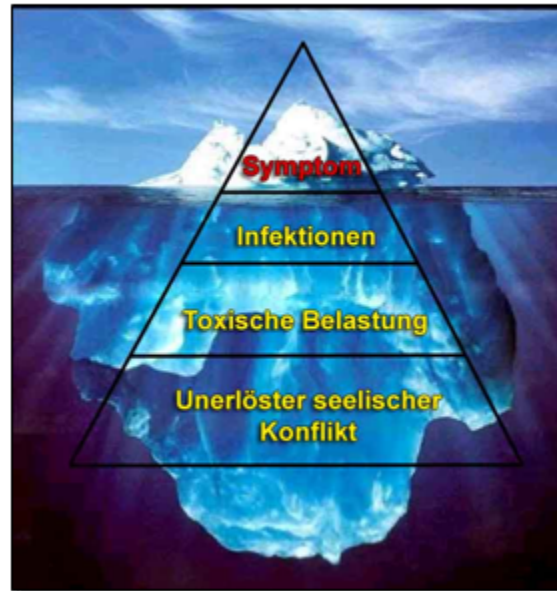 Symptom
Infektionen
Toxische Belastung
Unerlöster seelischer
Konflikt